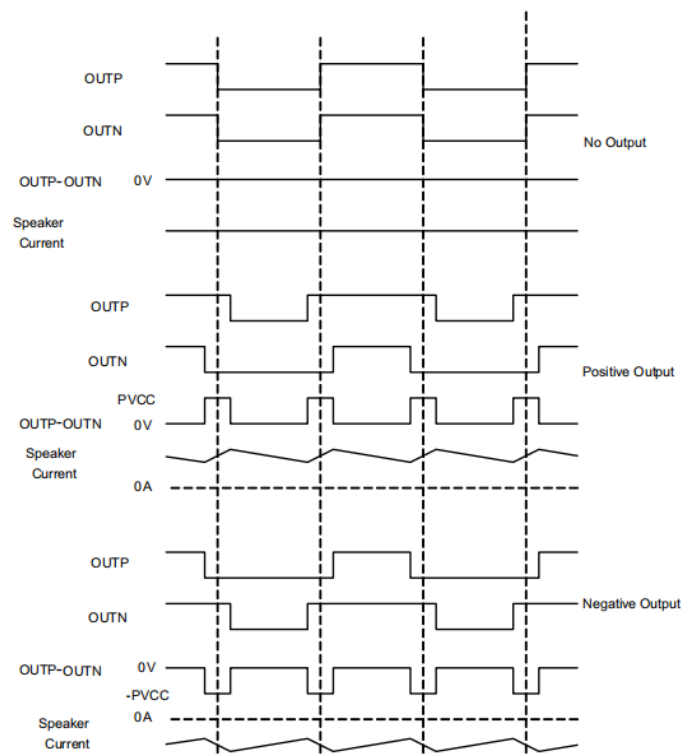 OUTP
OUTN
No Output
OUTP-OUTN 0V
Speaker
Current
OUTP
OUTN
Positive Output
PVCC
OUTP-OUTN 0V
Speaker
Current
0A
OUTP
OUTN
Negative Output
OUTP-OUTN 0V
-PVCC
0A
Speaker
Current